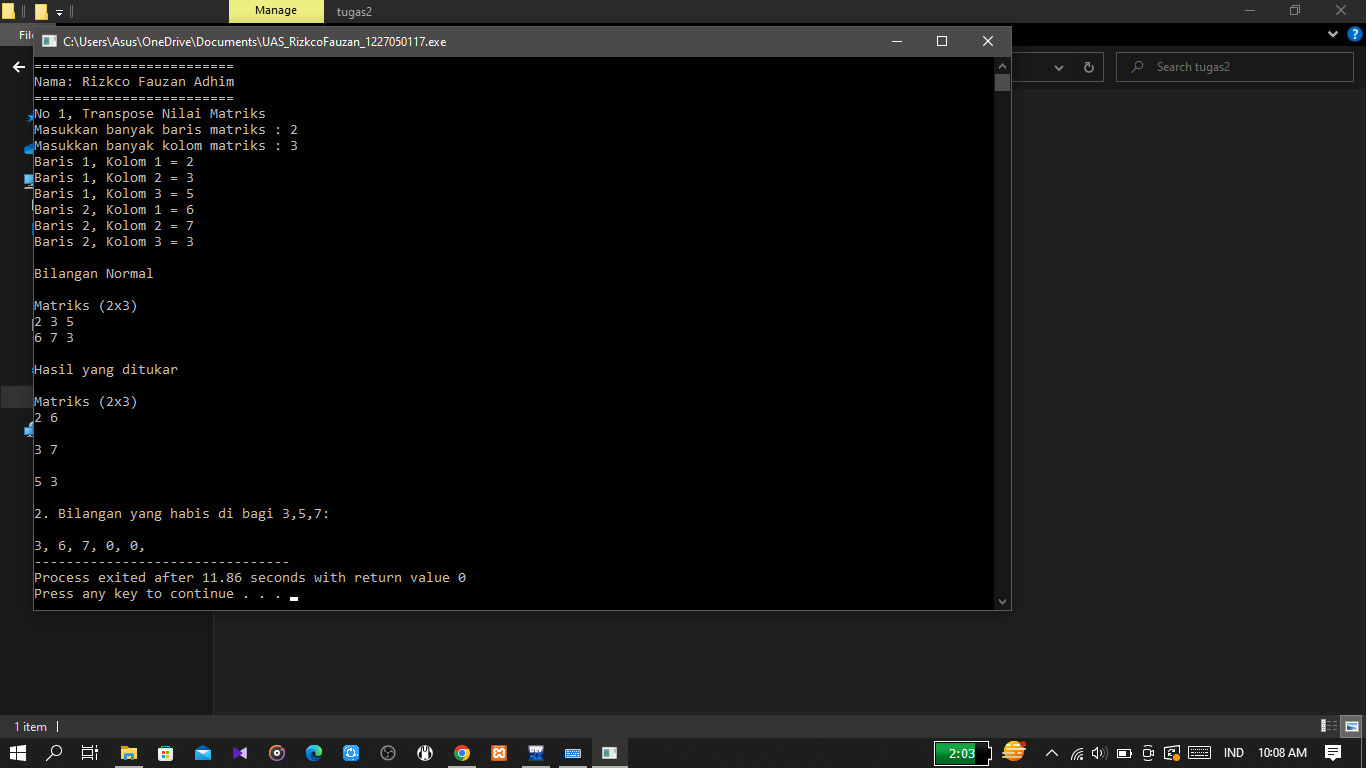 Manage
tugas2
Fil
C:\Users\Asus\OneDrive\Documents\UAS_RizkcoFauzan_1227050117.exe
Search tugas2
=========================
Nama: Rizkco Fauzan Adhim
=========================
No 1, Transpose Nilai Matriks
Masukkan banyak baris matriks : 2
Masukkan banyak kolom matriks : 3
Baris 1, Kolom 1 = 2
Baris 1, Kolom 2 = 3
Baris 1, Kolom 3 = 5
Baris 2, Kolom 1 = 6
Baris 2, Kolom 2 = 7
Baris 2, Kolom 3 = 3
Bilangan Normal
Matriks (2x3)
2 3 5
6 7 3
Hasil yang ditukar
Matriks (2x3)
2 6
3 7
5 3
2. Bilangan yang habis di bagi 3,5,7:
3, 6, 7, 0, 0,
--------------------------------
Process exited after 11.86 seconds with return value 0
Press any key to continue . . .
1 item
DEV
2:03
IND
10:08 AM